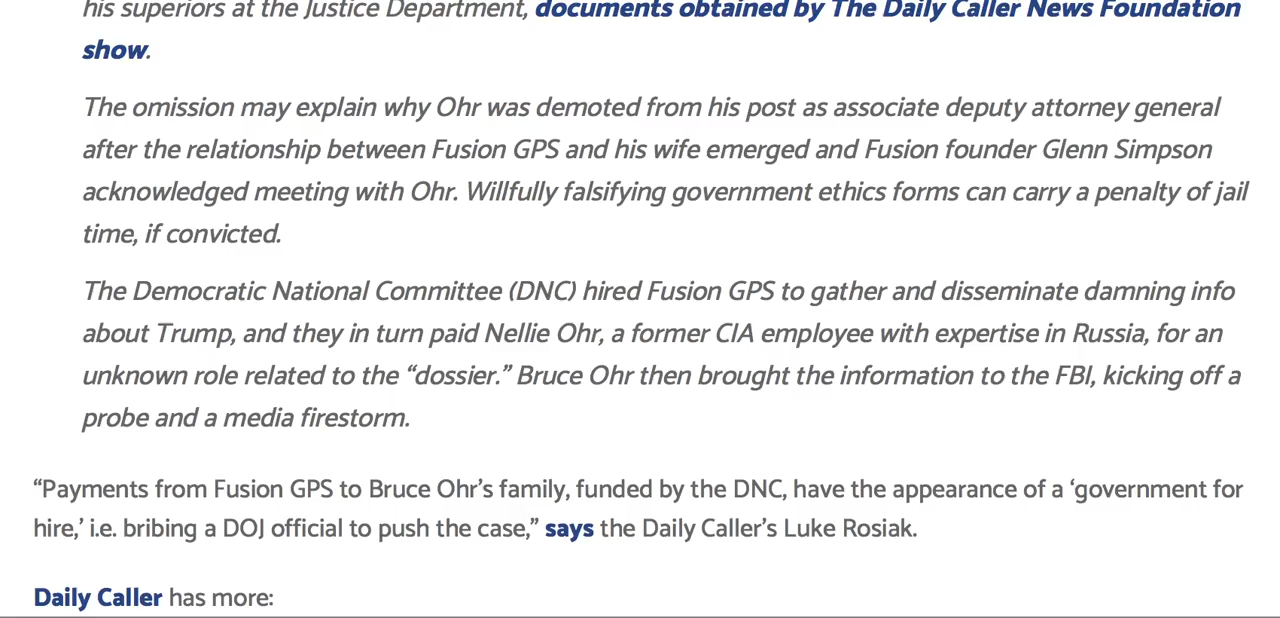 his superiors at the Justice Department, documents obtained by The Daily Caller News Foundation
show.
The omission may explain why Ohr was demoted from his post as associate deputy attorney general
after the relationship between Fusion GPS and his wife emerged and Fusion founder Glenn Simpson
acknowledged meeting with Ohr. Willfully falsifying government ethics forms can carry a penalty of jail
time, if convicted.
The Democratic National Committee (DNC) hired Fusion GPS to gather and disseminate damning info
about Trump, and they in turn paid Nellie Ohr, a former CIA employee with expertise in Russia, for an
unknown role related to the “dossier.” Bruce Ohr then brought the information to the FBI, kicking off a
probe and a media firestorm.
“Payments from Fusion GPS to Bruce Ohr’s family, funded by the DNC, have the appearance of a ‘government for
hire,’ i.e. bribing a DOJ official to push the case,” says the Daily Caller’s Luke Rosiak.
Daily Caller has more: